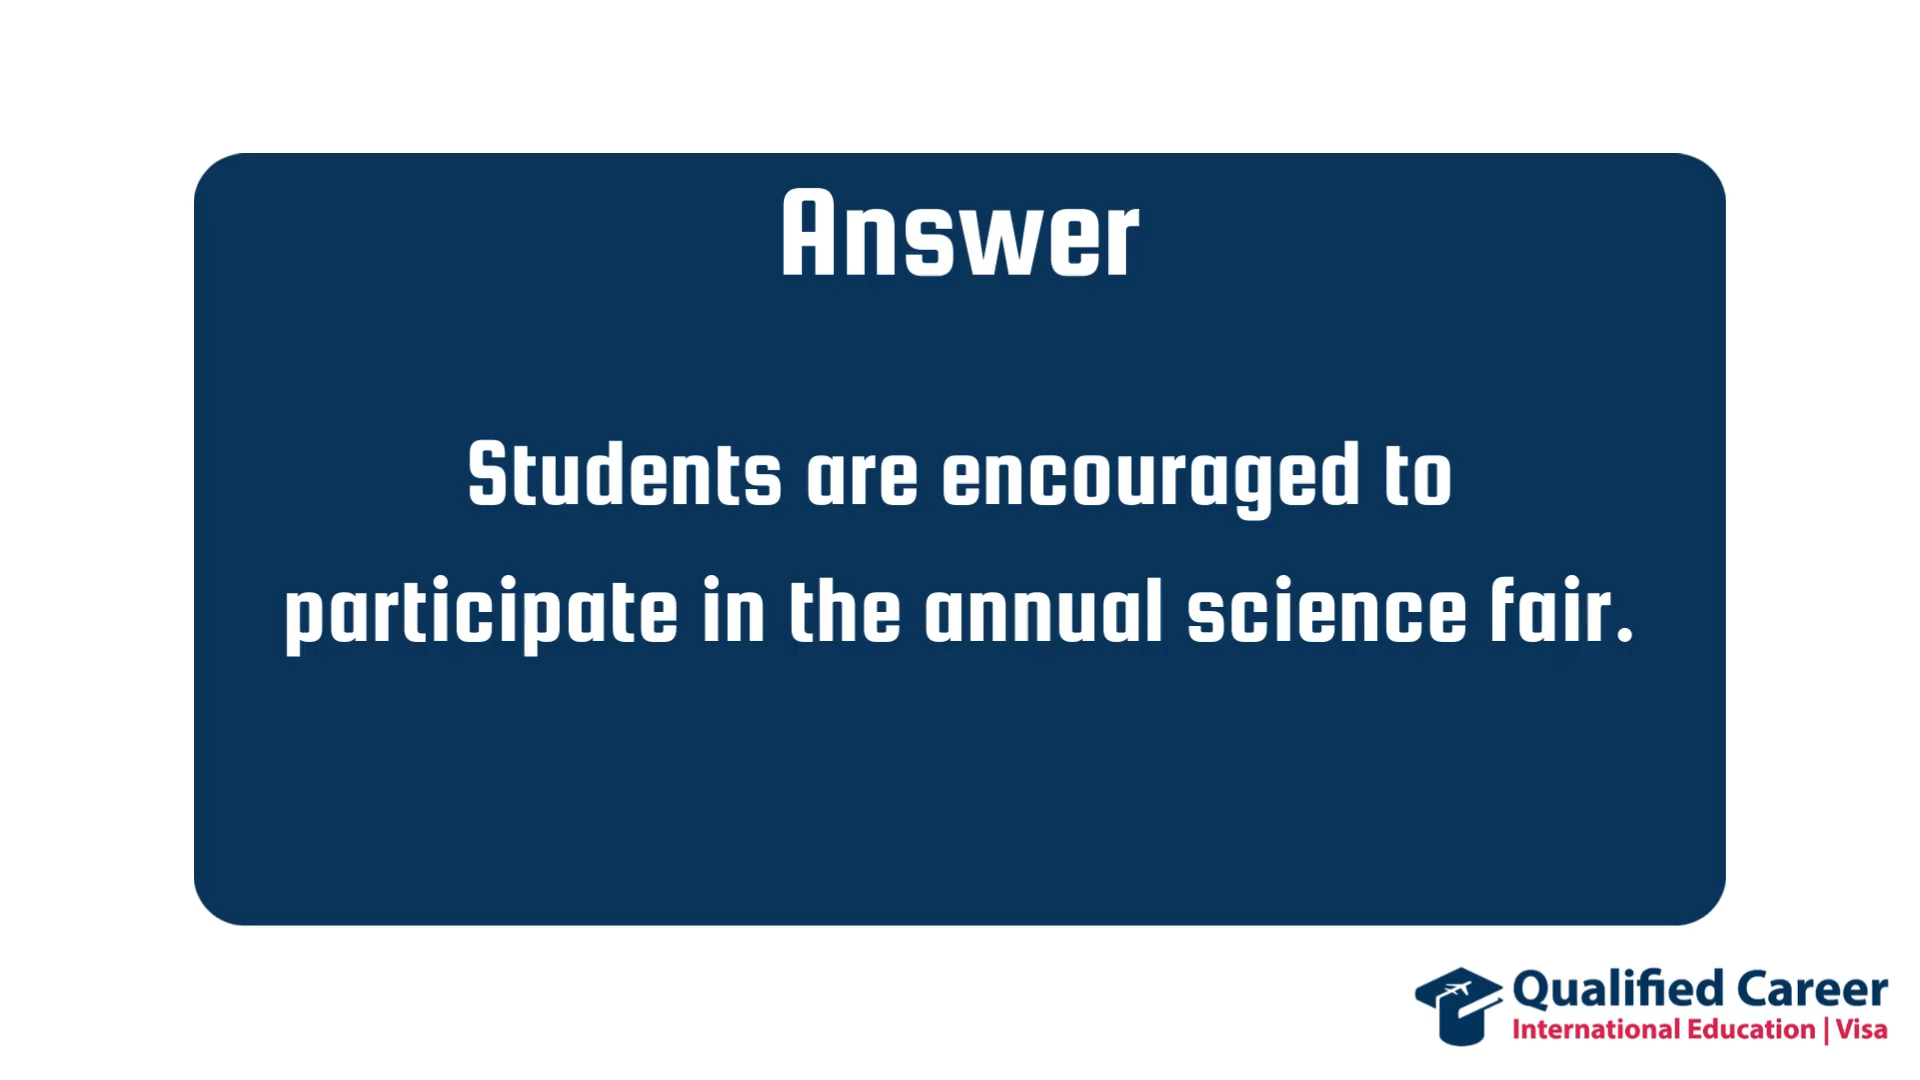 Answer
Students are encouraged to
participate in the annual science fair.
Qualified Career
International Education | Visa